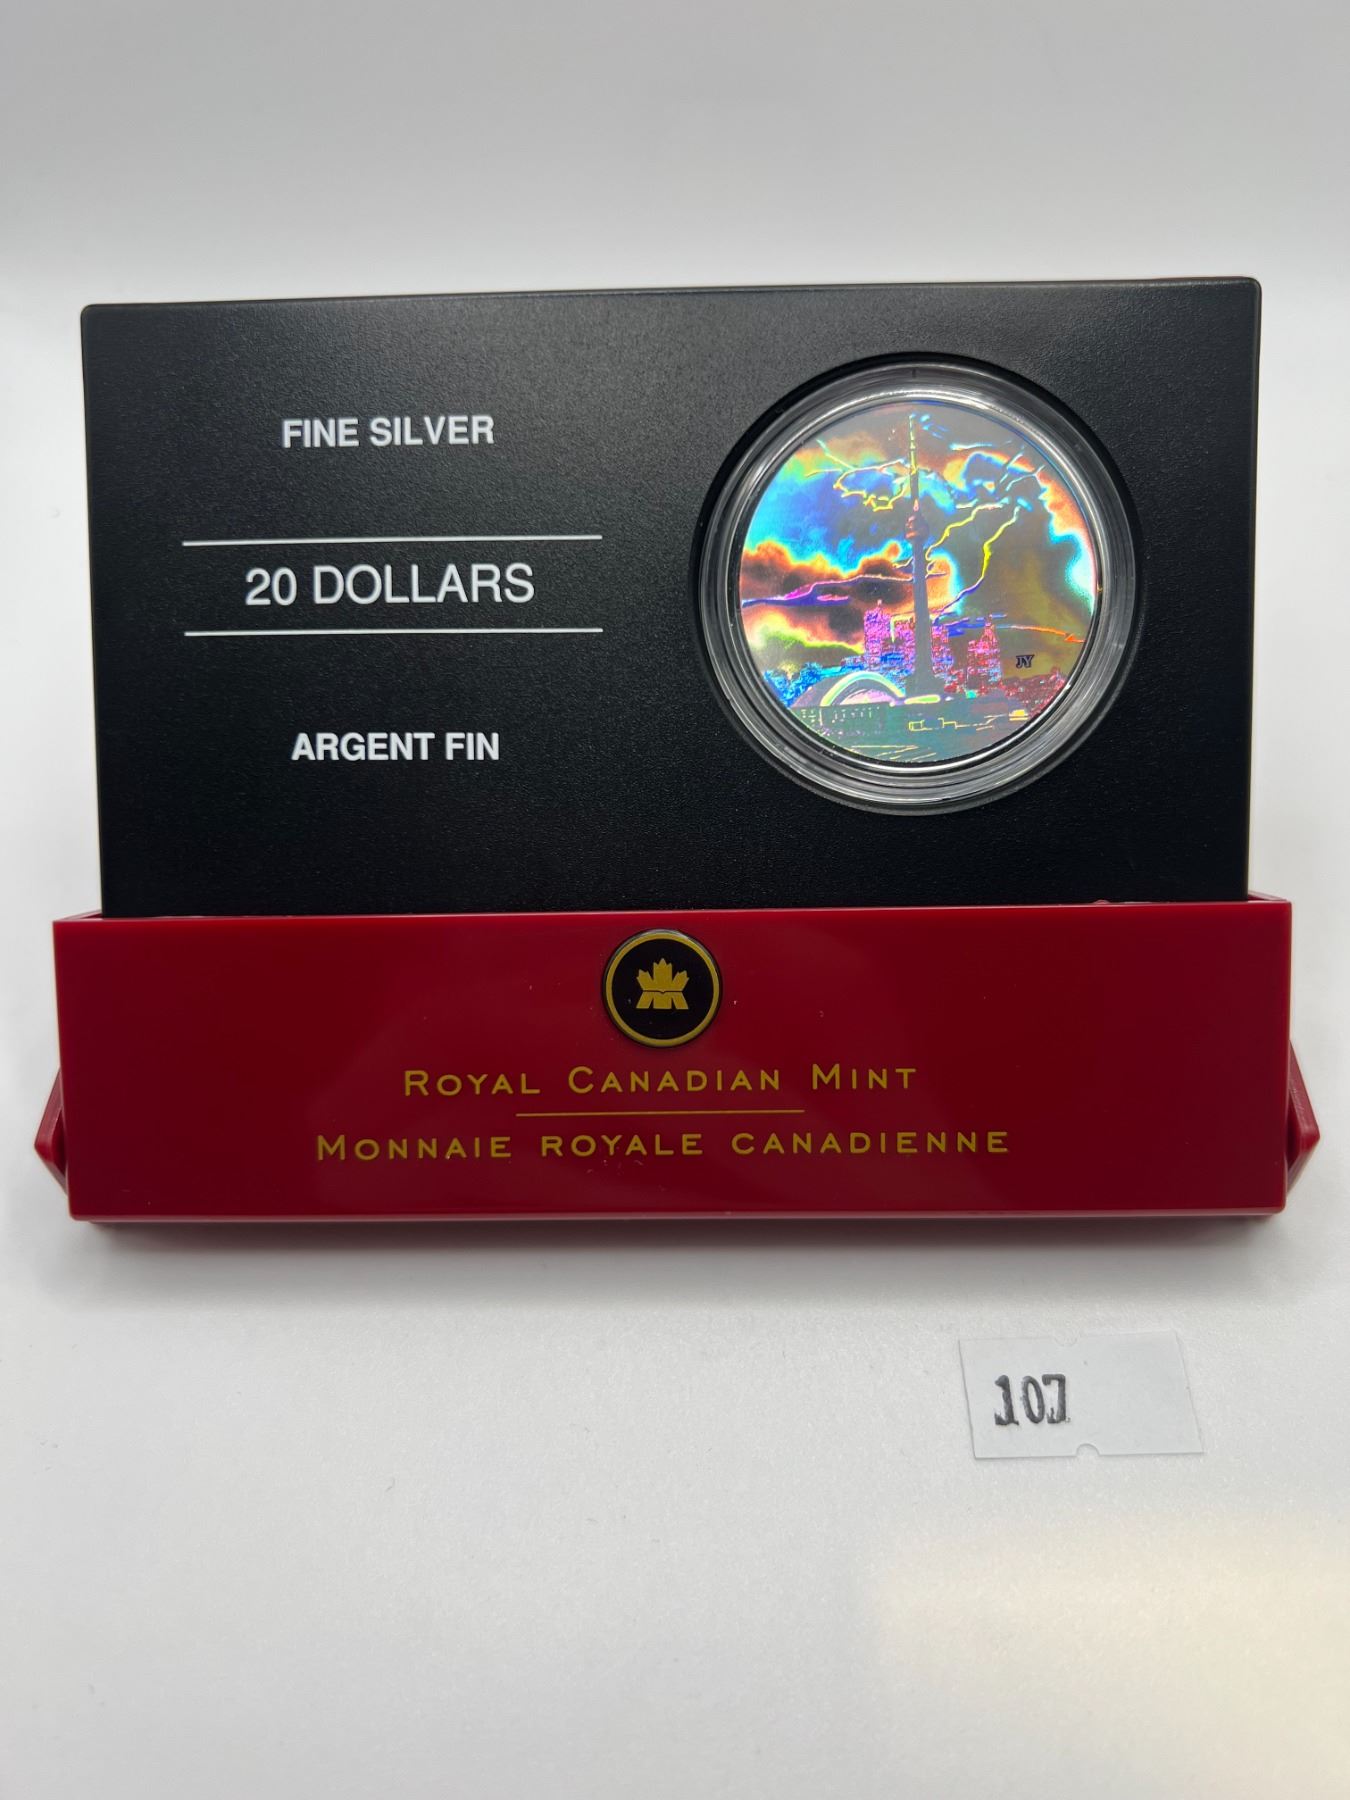 FINE SILVER
20 DOLLARS
ARGENT FIN
JY
ROYAL CANADIAN MINT
MONNAIE ROYALE CANADIENNE
107